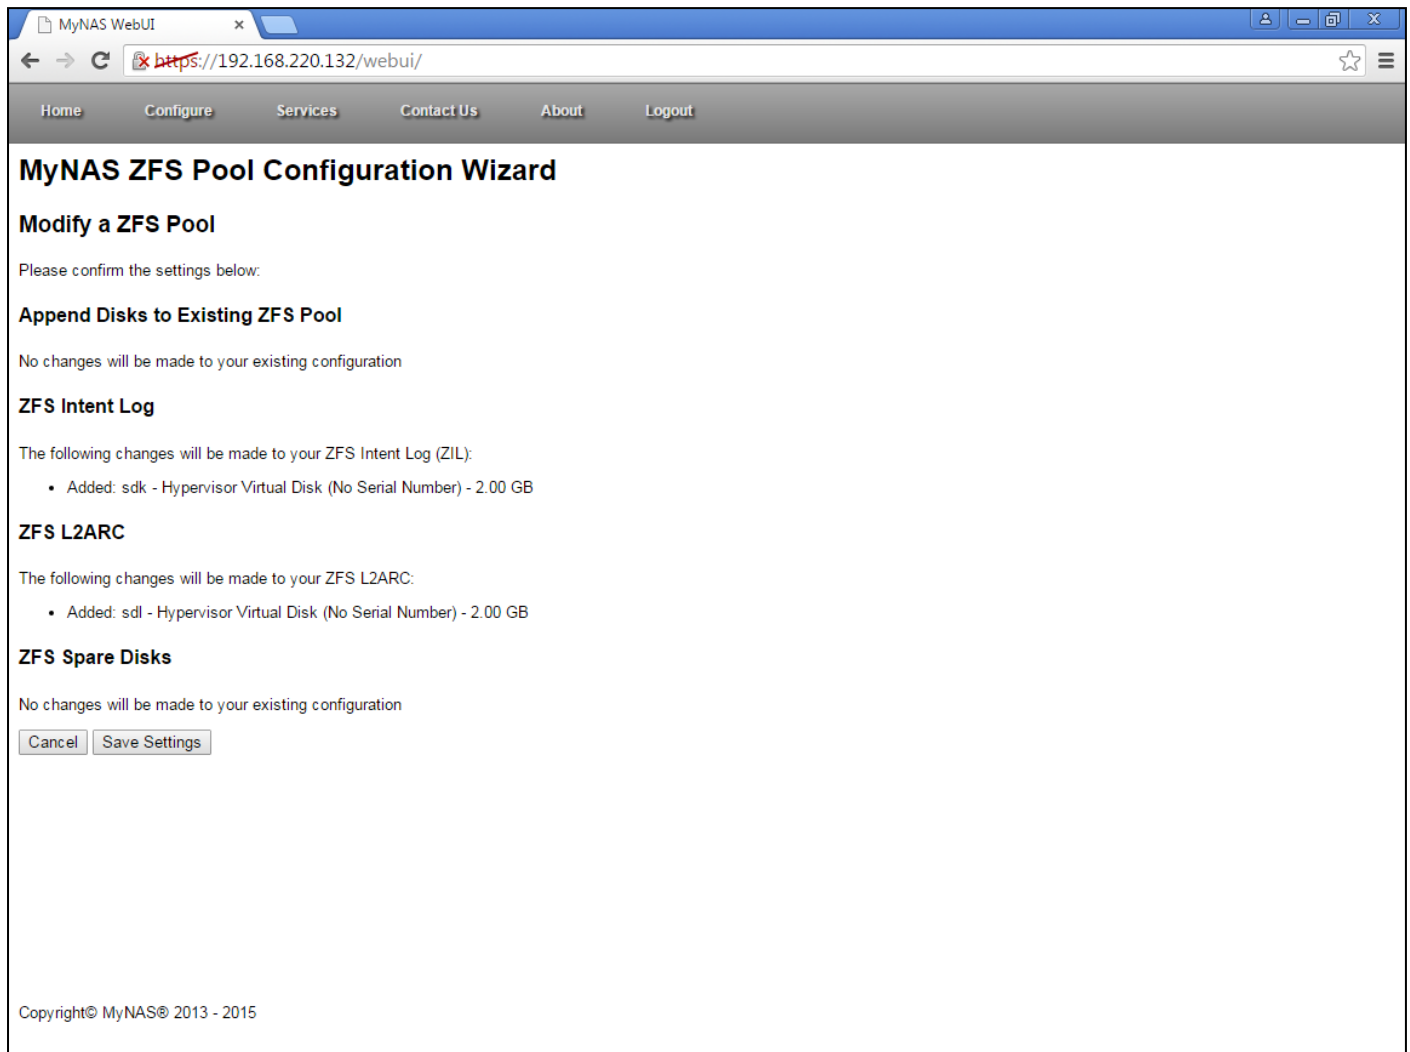 MyNAS WebUI
https://192.168.220.132/webui/
Home Configure Services Contact Us About Logout
MyNAS ZFS Pool Configuration Wizard
Modify a ZFS Pool
Please confirm the settings below:
Append Disks to Existing ZFS Pool
No changes will be made to your existing configuration
ZFS Intent Log
The following changes will be made to your ZFS Intent Log (ZIL):
• Added: sdk - Hypervisor Virtual Disk (No Serial Number) - 2.00 GB
ZFS L2ARC
The following changes will be made to your ZFS L2ARC:
• Added: sdl - Hypervisor Virtual Disk (No Serial Number) - 2.00 GB
ZFS Spare Disks
No changes will be made to your existing configuration
Cancel Save Settings
Copyright© MyNAS® 2013 - 2015